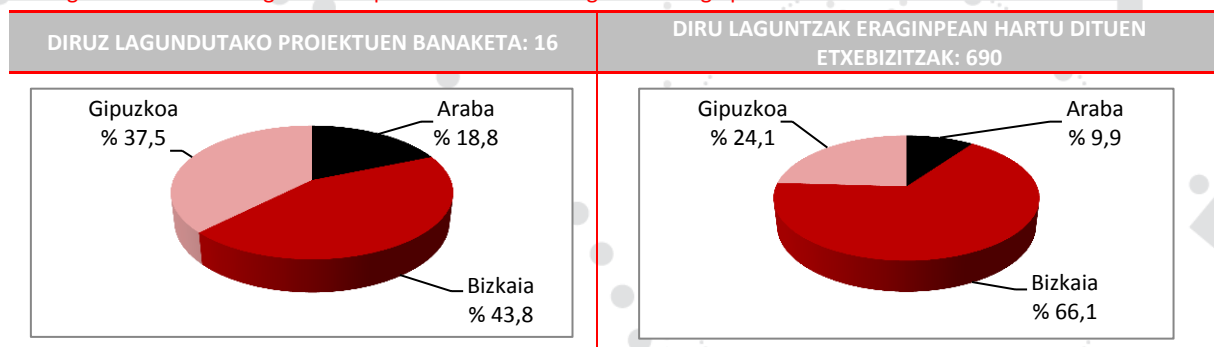 DIRUZ LAGUNDUTAKO PROIEKTUEN BANAKETA: 16
DIRU LAGUNTZAK ERAGINPEAN HARTU DITUEN
ETXEBIZITZAK: 690
Gipuzkoa
% 37,5
Araba
% 18,8
Bizkaia
% 43,8
Gipuzkoa
% 24,1
Araba
% 9,9
Bizkaia
% 66,1